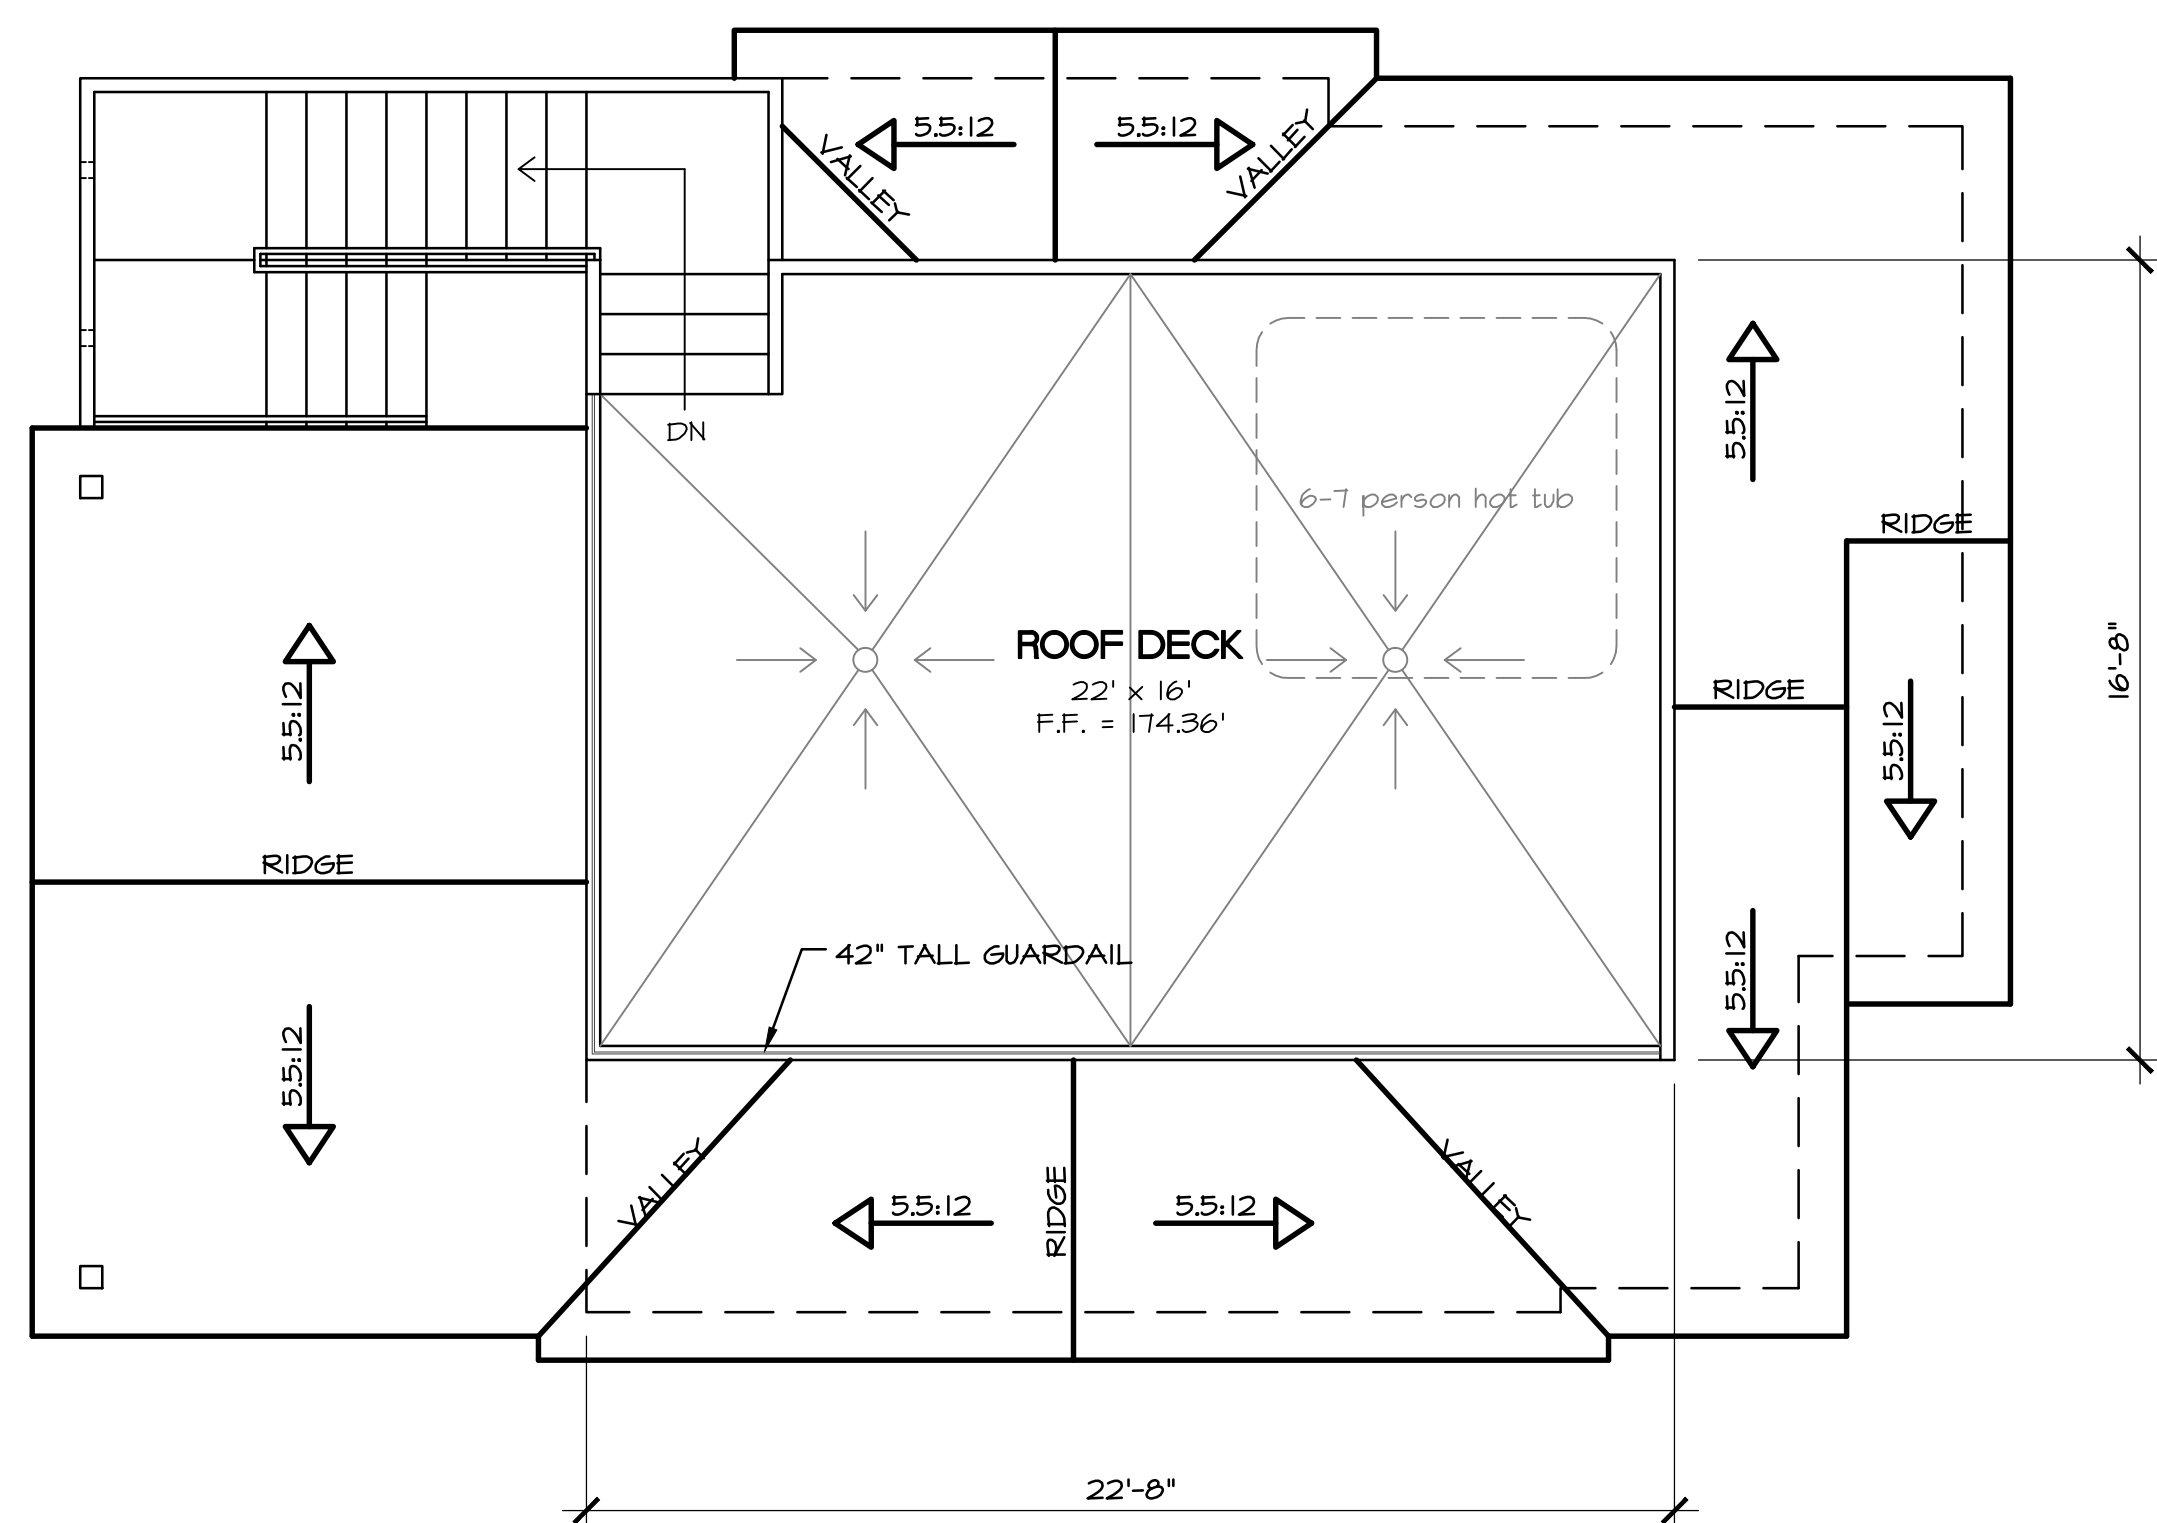 5.5:12
5.5:12
VALLEY
VALLEY
5.5:12
DN
6-7 person hot tub
RIDGE
ROOF DECK
22' x 16'
F.F. = 174.36'
16'-8"
RIDGE
5.5:12
5.5:12
RIDGE
42" TALL GUARDAIL
5.5:12
5.5:12
VALLEY
VALLEY
5.5:12
RIDGE
5.5:12
22'-8"